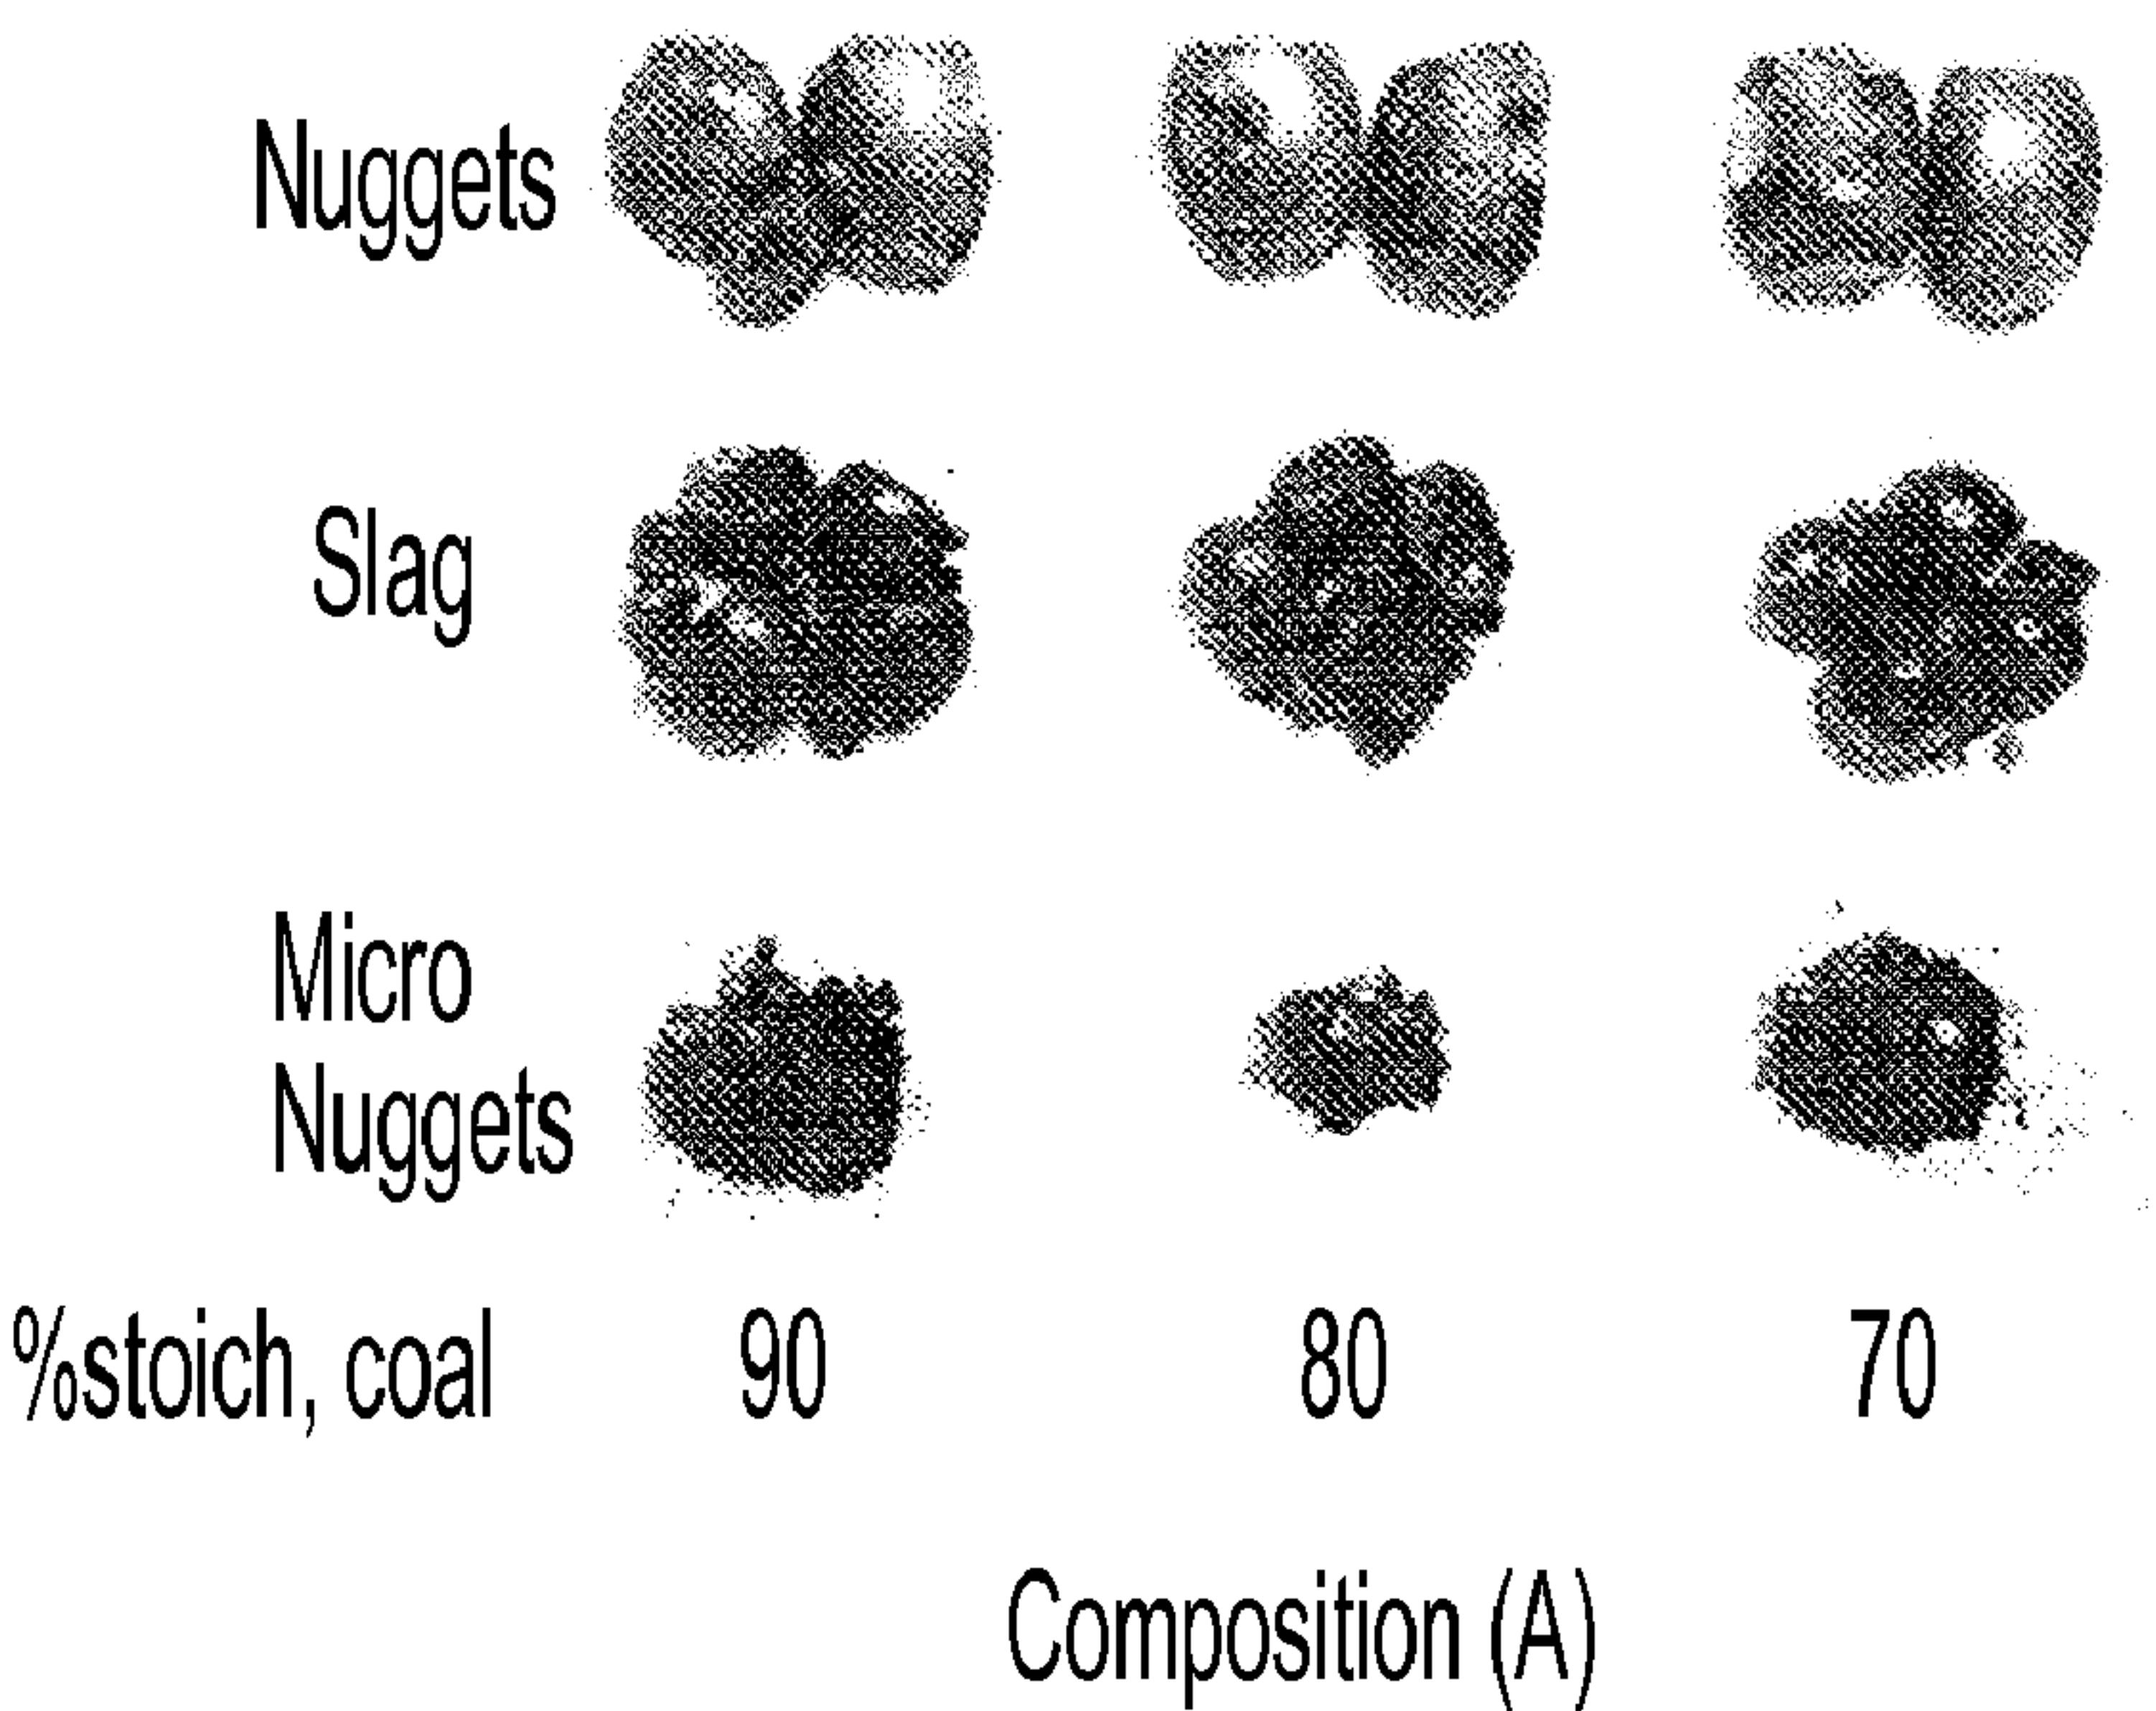 Nuggets
Slag
Micro
Nuggets
%stoich, coal 90 80 70
Composition (A)